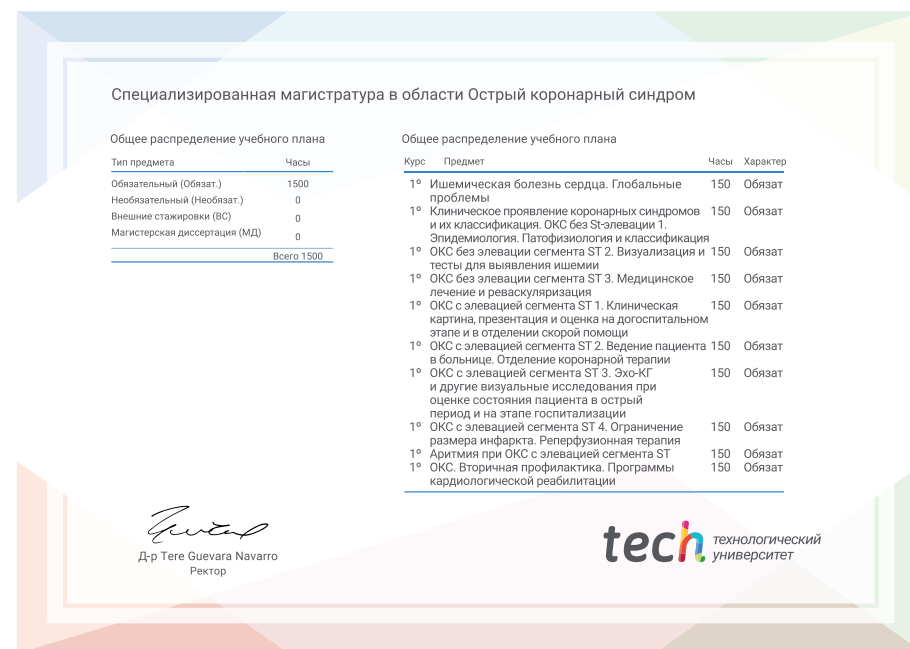 Специализированная магистратура в области Острый коронарный синдром
Общее распределение учебного плана
Тип предмета Часы
Обязательный (Обязат.) 1500
Необязательный (Необязат.) 0
Внешние стажировки (ВС) 0
Магистерская диссертация (МД) 0
Всего 1500
Общее распределение учебного плана
Курс Предмет Часы Характер
1º Ишемическая болезнь сердца. Глобальные 150 Обязат
проблемы
1º Клиническое проявление коронарных синдромов 150 Обязат
и их классификация. ОКС без St-элевации 1.
Эпидемиология. Патофизиология и классификация
1º ОКС без элевации сегмента ST 2. Визуализация и 150 Обязат
тесты для выявления ишемии
1º ОКС без элевации сегмента ST 3. Медицинское 150 Обязат
лечение и реваскуляризация
1º ОКС с элевацией сегмента ST 1. Клиническая 150 Обязат
картина, презентация и оценка на догоспитальном
этапе и в отделении скорой помощи
1º ОКС с элевацией сегмента ST 2. Ведение пациента 150 Обязат
в больнице. Отделение коронарной терапии
1º ОКС с элевацией сегмента ST 3. Эхо-КГ 150 Обязат
и другие визуальные исследования при
оценке состояния пациента в острый
период и на этапе госпитализации
1º ОКС с элевацией сегмента ST 4. Ограничение 150 Обязат
размера инфаркта. Реперфузионная терапия
1º Аритмия при ОКС с элевацией сегмента ST 150 Обязат
1º ОКС. Вторичная профилактика. Программы 150 Обязат
кардиологической реабилитации
Д-р Tere Guevara Navarro
Ректор
tech технологический
университет